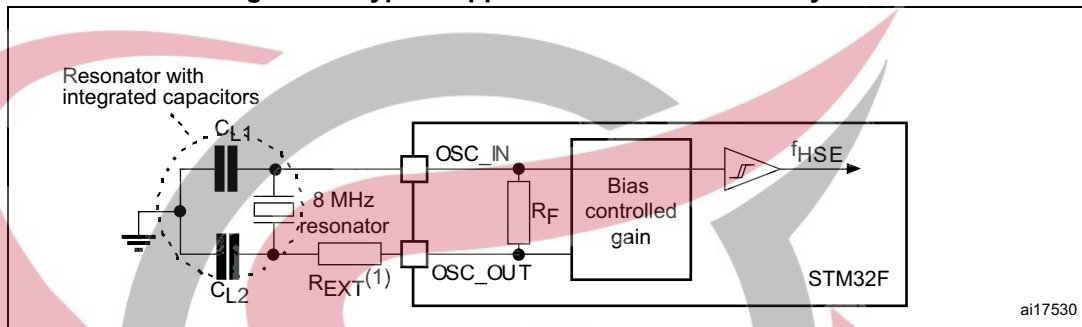 Resonator with
integrated capacitors
CL1
OSC_IN
fHSE
8 MHz
resonator
RF
Bias
controlled
gain
REXT(1)
OSC_OUT
STM32F
CL2
ai17530